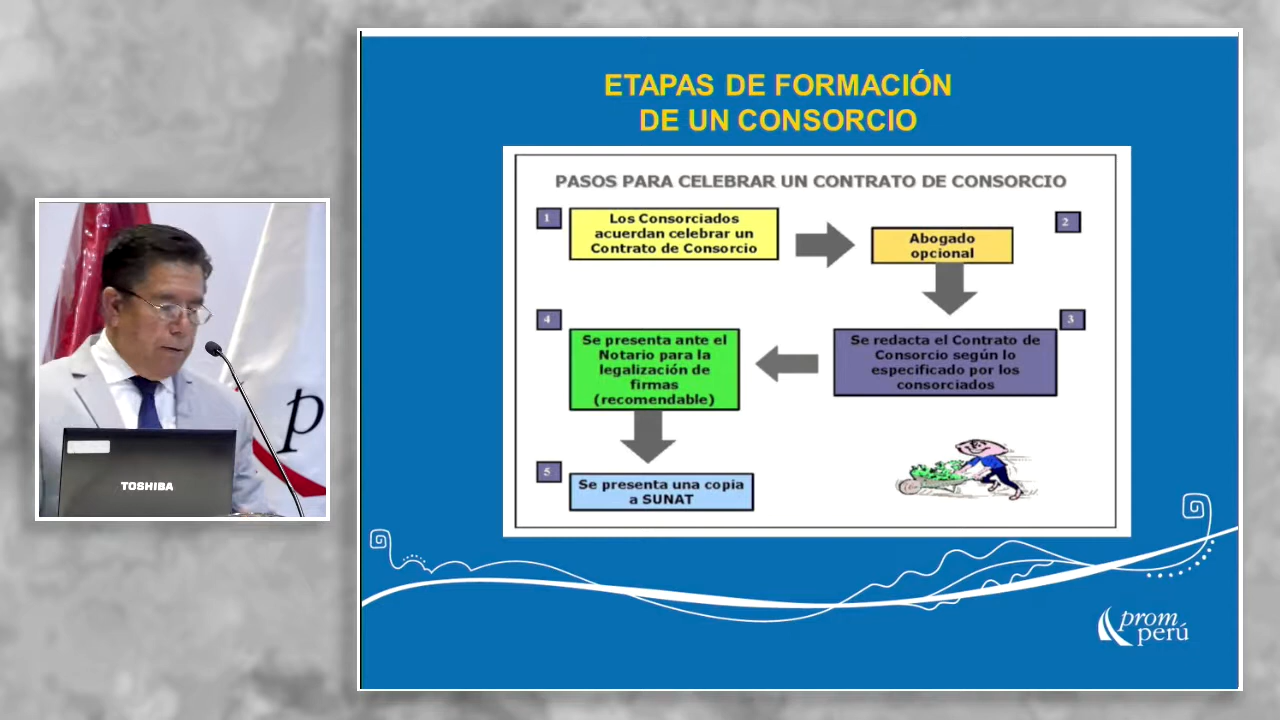 ETAPAS DE FORMACIÓN
DE UN CONSORCIO
PASOS PARA CELEBRAR UN CONTRATO DE CONSORCIO
1
Los Consorciados
acuerdan celebrar un
Contrato de Consorcio
2
Abogado
opcional
3
Se redacta el Contrato de
Consorcio según lo
especificado por los
consorciados
4
Se presenta ante el
Notario para la
legalización de
firmas
(recomendable)
5
Se presenta una copia
a SUNAT
prom
perú
TOSHIBA
p